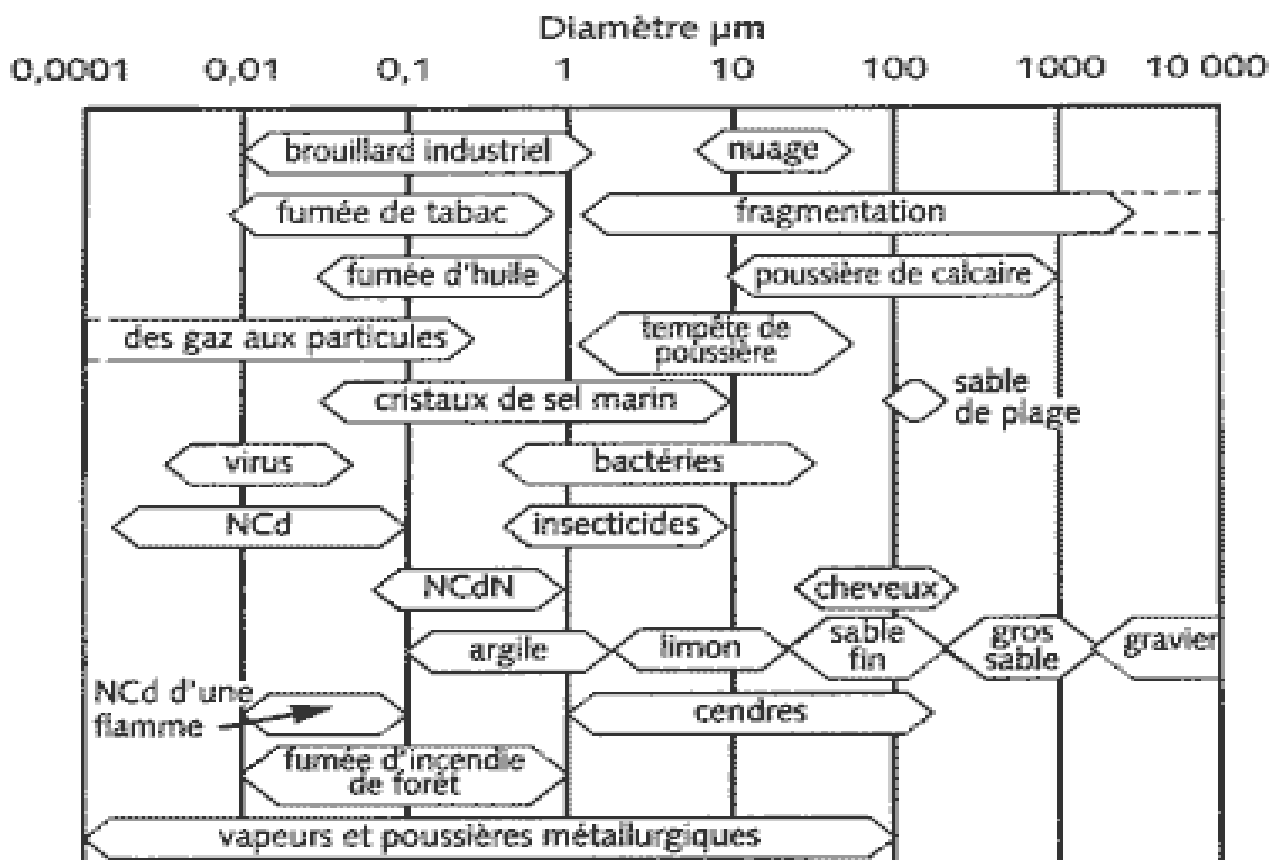 Diamètre µm
0,0001 0,01 0,1 1 10 100 1000 10 000
brouillard industriel nuage
fumée de tabac fragmentation
fumée d'huile poussière de calcaire
des gaz aux particules
tempête de
poussière
cristaux de sel marin
sable
de plage
virus bactéries
NCd insecticides
NCdN cheveux
argile limon
sable
fin
gros
sable
gravier
NCd d'une
flamme
cendres
fumée d'incendie
de forêt
vapeurs et poussières métallurgiques